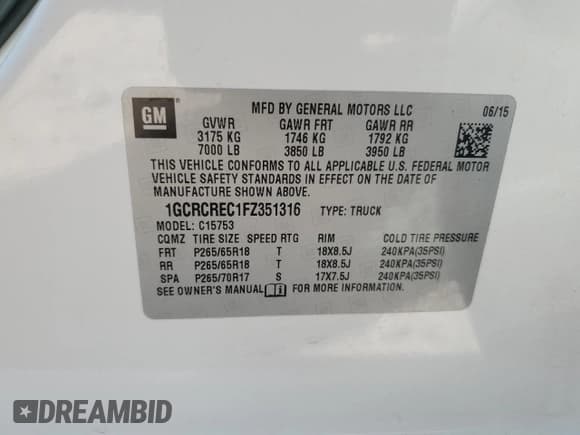 GM
MFD BY GENERAL MOTORS LLC 06/15
GVWR GAWR FRT GAWR RR
3175 KG 1746 KG 1792 KG
7000 LB 3850 LB 3950 LB
THIS VEHICLE CONFORMS TO ALL APPLICABLE U.S. FEDERAL MOTOR
VEHICLE SAFETY STANDARDS IN EFFECT ON THE DATE OF
MANUFACTURE SHOWN ABOVE.
1GCRCREC1FZ351316 TYPE: TRUCK
MODEL: C15753
CQMZ TIRE SIZE SPEED RTG RIM COLD TIRE PRESSURE
FRT P265/65R18 T 18X8.5J 240KPA(35PSI)
RR P265/65R18 T 18X8.5J 240KPA(35PSI)
SPA P265/70R17 S 17X7.5J 240KPA(35PSI)
SEE OWNER'S MANUAL FOR MORE INFORMATION.
DREAMBID